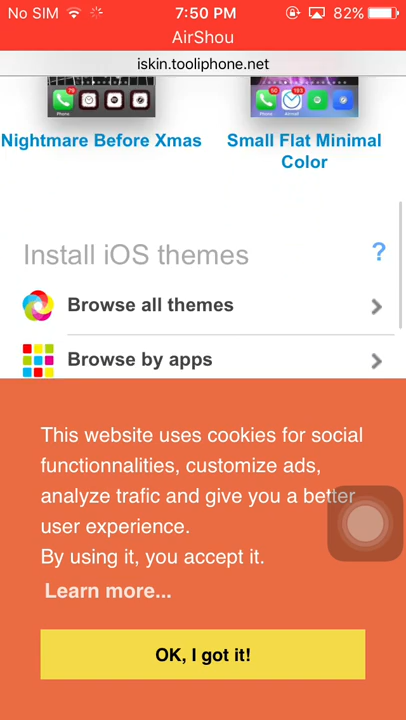 No SIM 7:50 PM 82%
AirShou
iskin.tooliphone.net
Nightmare Before Xmas
Small Flat Minimal
Color
Install iOS themes ?
Browse all themes
Browse by apps
This website uses cookies for social
functionnalities, customize ads,
analyze trafic and give you a better
user experience.
By using it, you accept it.
Learn more...
OK, I got it!